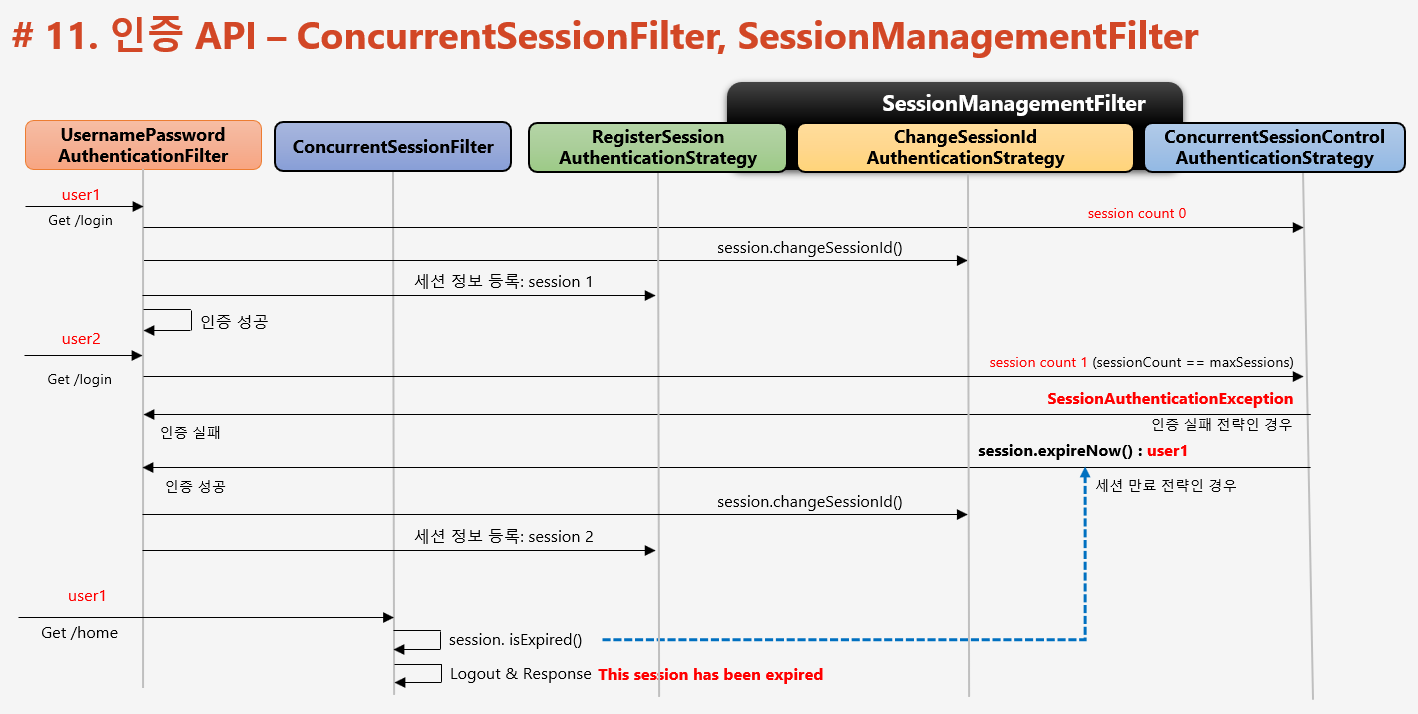 # 11. 인증 API – ConcurrentSessionFilter, SessionManagementFilter
SessionManagementFilter
UsernamePassword
AuthenticationFilter
ConcurrentSessionFilter
RegisterSession
AuthenticationStrategy
ChangeSessionId
AuthenticationStrategy
ConcurrentSessionControl
AuthenticationStrategy
user1
Get /login
session count 0
session.changeSessionId()
세션 정보 등록: session 1
인증 성공
user2
Get /login
session count 1 (sessionCount == maxSessions)
SessionAuthenticationException
인증 실패
인증 실패 전략인 경우
session.expireNow() : user1
인증 성공
세션 만료 전략인 경우
session.changeSessionId()
세션 정보 등록: session 2
user1
Get /home
session. isExpired()
Logout & Response This session has been expired